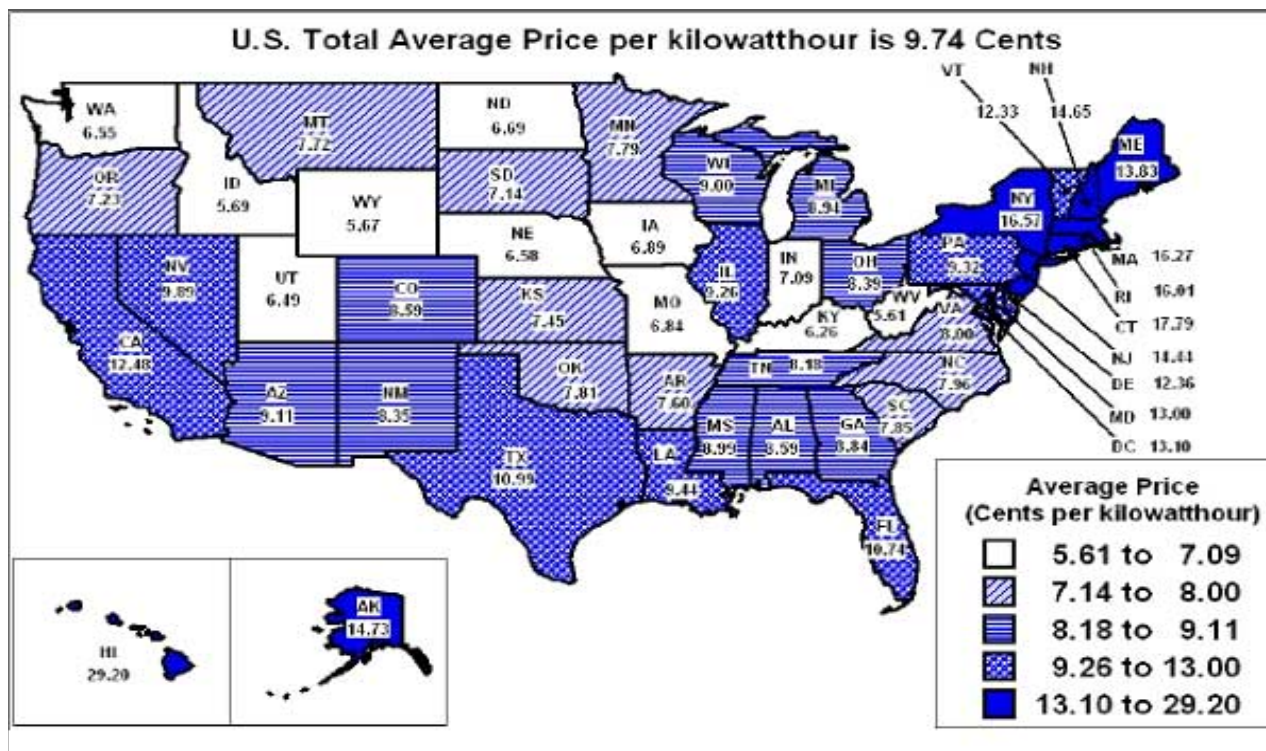 U.S. Total Average Price per kilowatthour is 9.74 Cents
VT
NH
12.33
14.65
WA
6.55
MT
7.72
ND
6.69
MN
7.79
ME
13.83
OR
7.23
ID
5.69
SD
7.14
WI
9.00
MI
8.94
NY
16.57
WY
5.67
IA
6.89
NE
6.58
PA
9.32
MA 16.27
NV
9.89
UT
6.49
CO
8.59
IL
9.26
IN
7.09
OH
8.39
WV
5.61
RI 16.01
KS
7.45
MO
6.84
KY
6.26
VA
8.00
CT 17.79
CA
12.48
TN 8.18
NC
7.96
NJ 14.44
AZ
9.11
NM
8.35
OK
7.81
AR
7.60
SC
7.85
DE 12.36
MS
8.99
AL
8.59
GA
8.84
MD 13.00
DC 13.10
TX
10.99
LA
9.44
FL
10.74
HI
29.20
AK
14.73
Average Price
(Cents per kilowatthour)
5.61 to 7.09
7.14 to 8.00
8.18 to 9.11
9.26 to 13.00
13.10 to 29.20